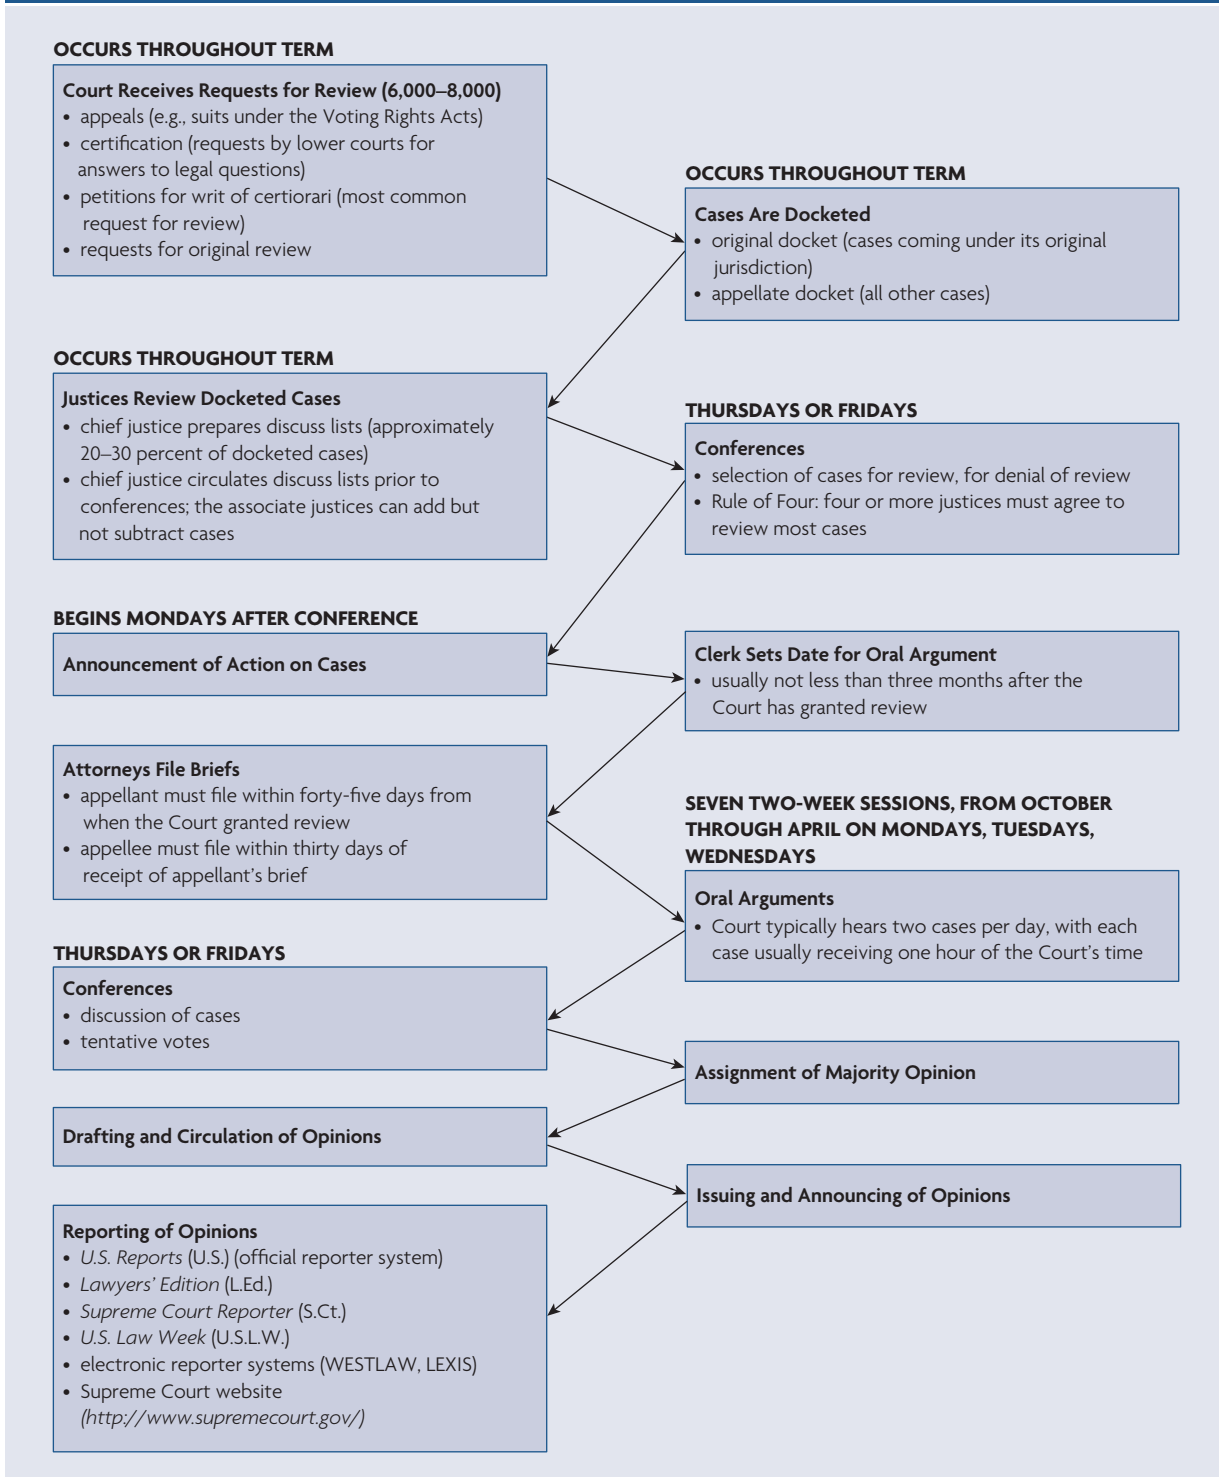 OCCURS THROUGHOUT TERM
Court Receives Requests for Review (6,000–8,000)
• appeals (e.g., suits under the Voting Rights Acts)
• certification (requests by lower courts for
answers to legal questions)
• petitions for writ of certiorari (most common
request for review)
• requests for original review
OCCURS THROUGHOUT TERM
Cases Are Docketed
• original docket (cases coming under its original
jurisdiction)
• appellate docket (all other cases)
OCCURS THROUGHOUT TERM
Justices Review Docketed Cases
• chief justice prepares discuss lists (approximately
20–30 percent of docketed cases)
• chief justice circulates discuss lists prior to
conferences; the associate justices can add but
not subtract cases
THURSDAYS OR FRIDAYS
Conferences
• selection of cases for review, for denial of review
• Rule of Four: four or more justices must agree to
review most cases
BEGINS MONDAYS AFTER CONFERENCE
Announcement of Action on Cases
Clerk Sets Date for Oral Argument
• usually not less than three months after the
Court has granted review
Attorneys File Briefs
• appellant must file within forty-five days from
when the Court granted review
• appellee must file within thirty days of
receipt of appellant’s brief
SEVEN TWO-WEEK SESSIONS, FROM OCTOBER
THROUGH APRIL ON MONDAYS, TUESDAYS,
WEDNESDAYS
Oral Arguments
• Court typically hears two cases per day, with each
case usually receiving one hour of the Court’s time
THURSDAYS OR FRIDAYS
Conferences
• discussion of cases
• tentative votes
Assignment of Majority Opinion
Drafting and Circulation of Opinions
Issuing and Announcing of Opinions
Reporting of Opinions
• U.S. Reports (U.S.) (official reporter system)
• Lawyers’ Edition (L.Ed.)
• Supreme Court Reporter (S.Ct.)
• U.S. Law Week (U.S.L.W.)
• electronic reporter systems (WESTLAW, LEXIS)
• Supreme Court website
(http://www.supremecourt.gov/)